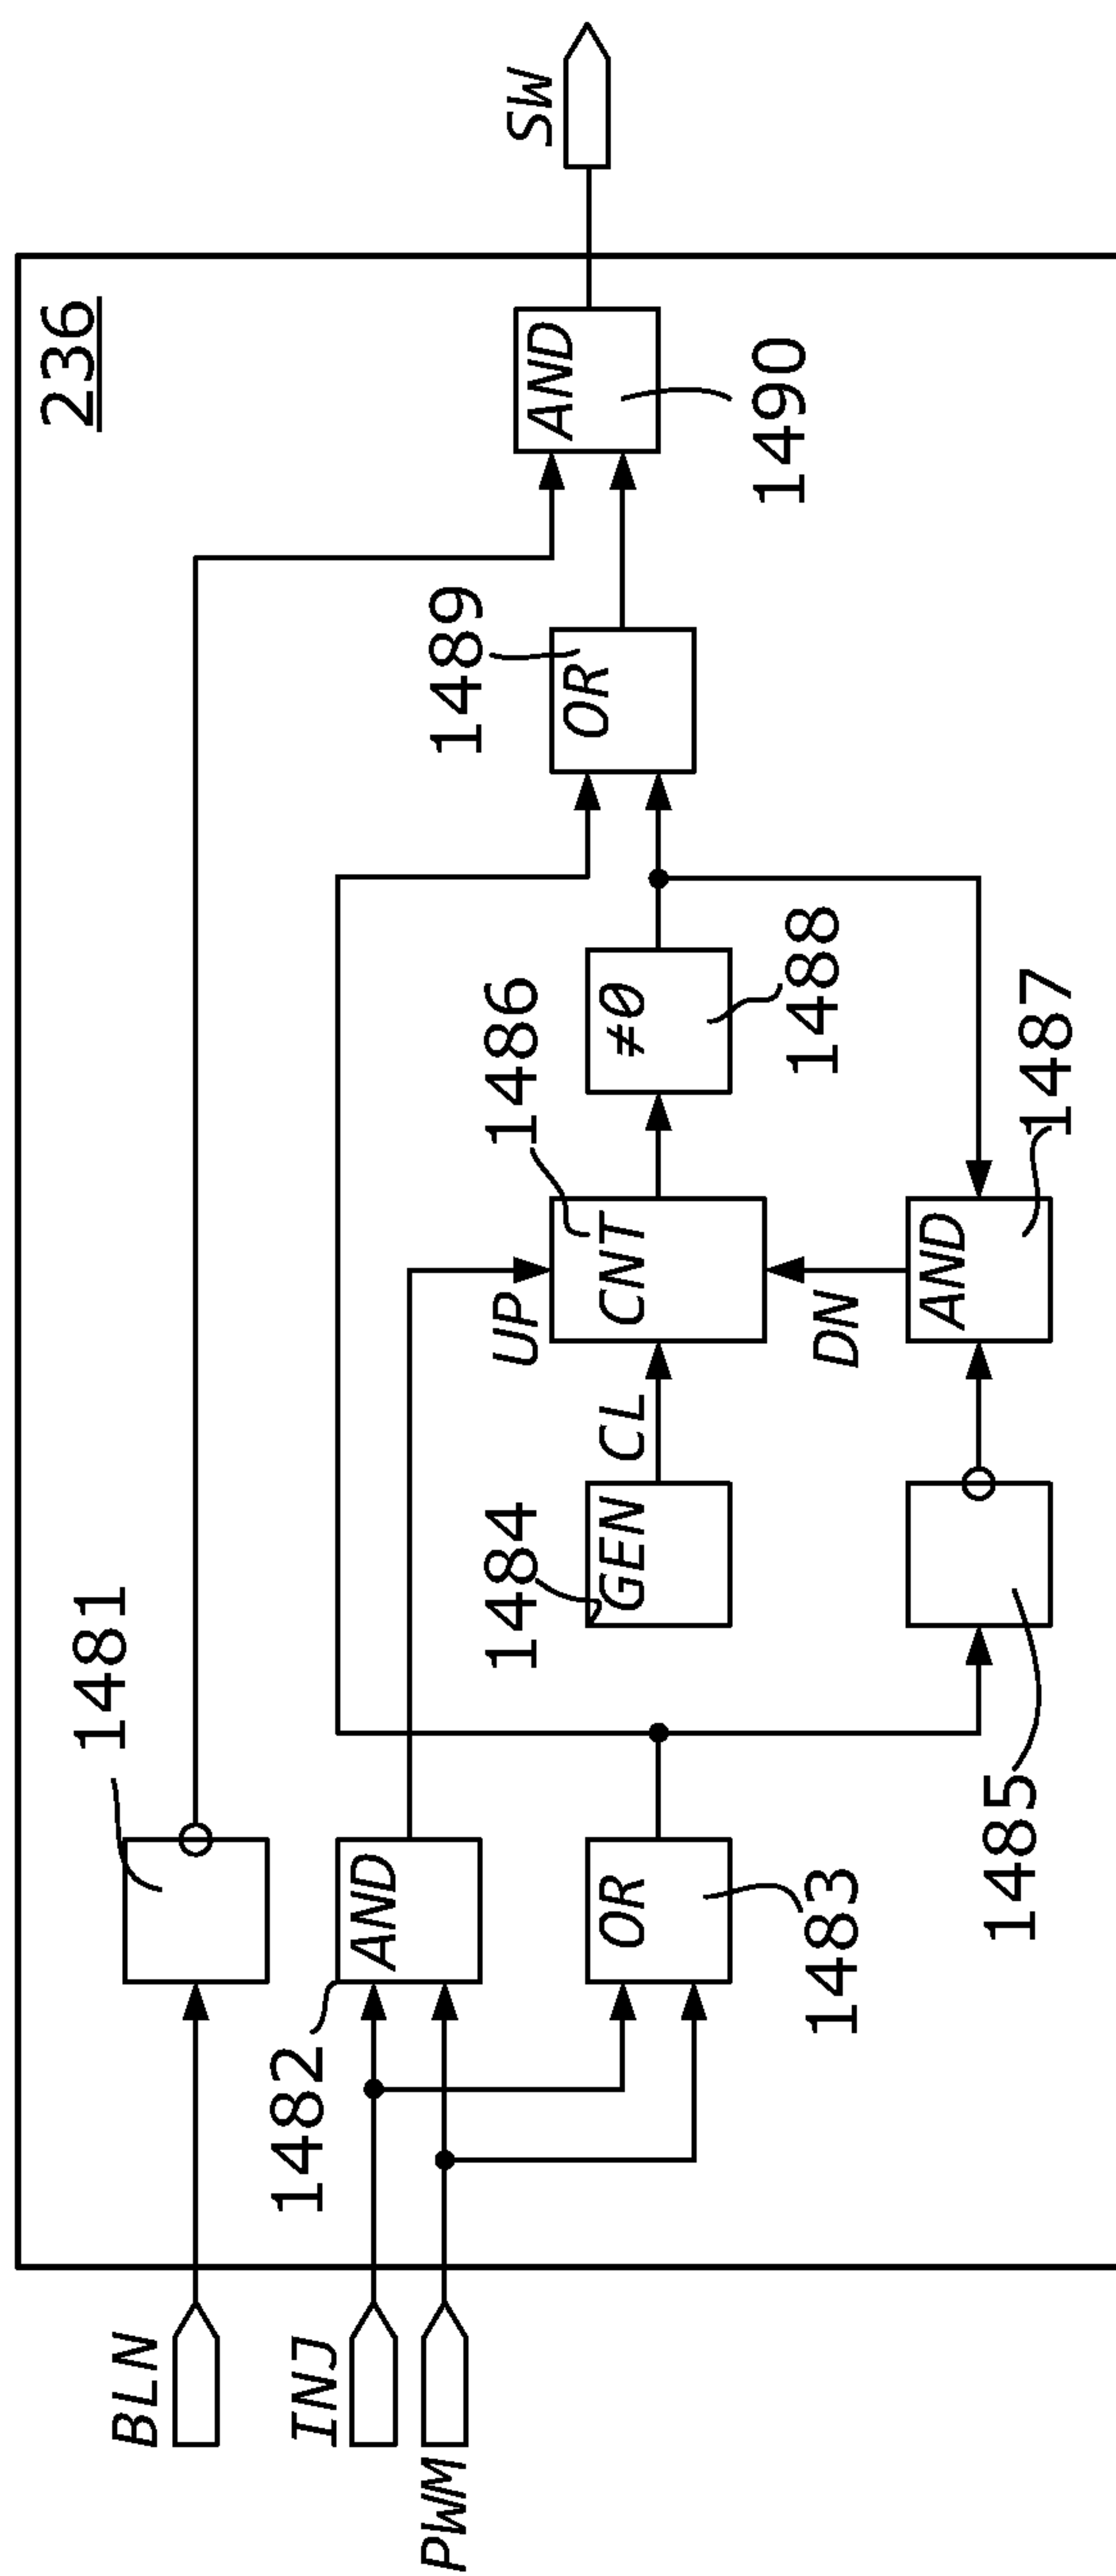 236
BLN
1481
INJ
PWM
1482
AND
OR
1483
1484
GEN
CL
UP
CNT
1486
DN
1485
AND
1487
≠0
1488
1489
OR
AND
1490
SW